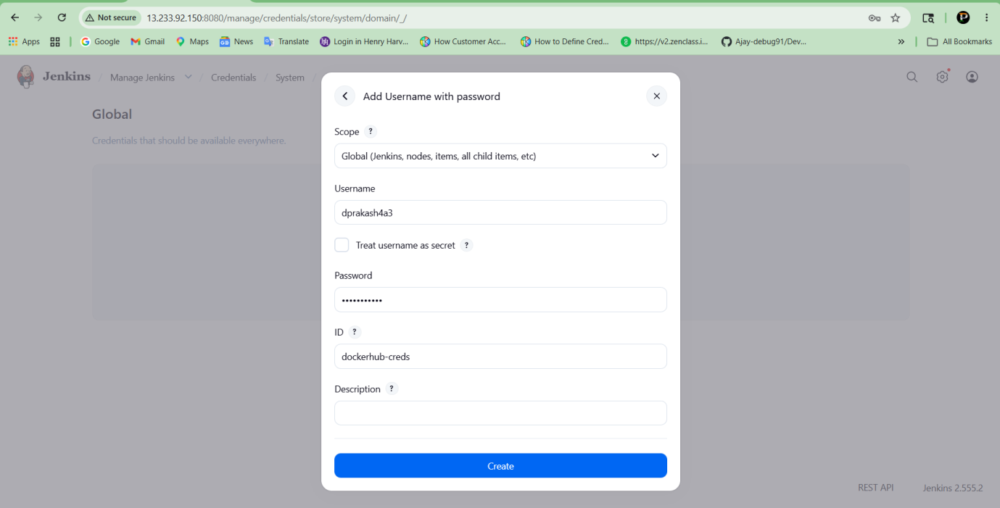 Not secure 13.233.92.150:8080/manage/credentials/store/system/domain/_/
Apps Google Gmail Maps News Translate Login in Henry Harv... How Customer Acc... How to Define Cred... https://v2.zenclass.i... Ajay-debug91/Dev... » All Bookmarks
Jenkins / Manage Jenkins / Credentials / System /
Global
Credentials that should be available everywhere.
Add Username with password
Scope ?
Global (Jenkins, nodes, items, all child items, etc)
Username
dprakash4a3
Treat username as secret ?
Password
•••••••••••
ID ?
dockerhub-creds
Description ?
Create
REST API Jenkins 2.555.2